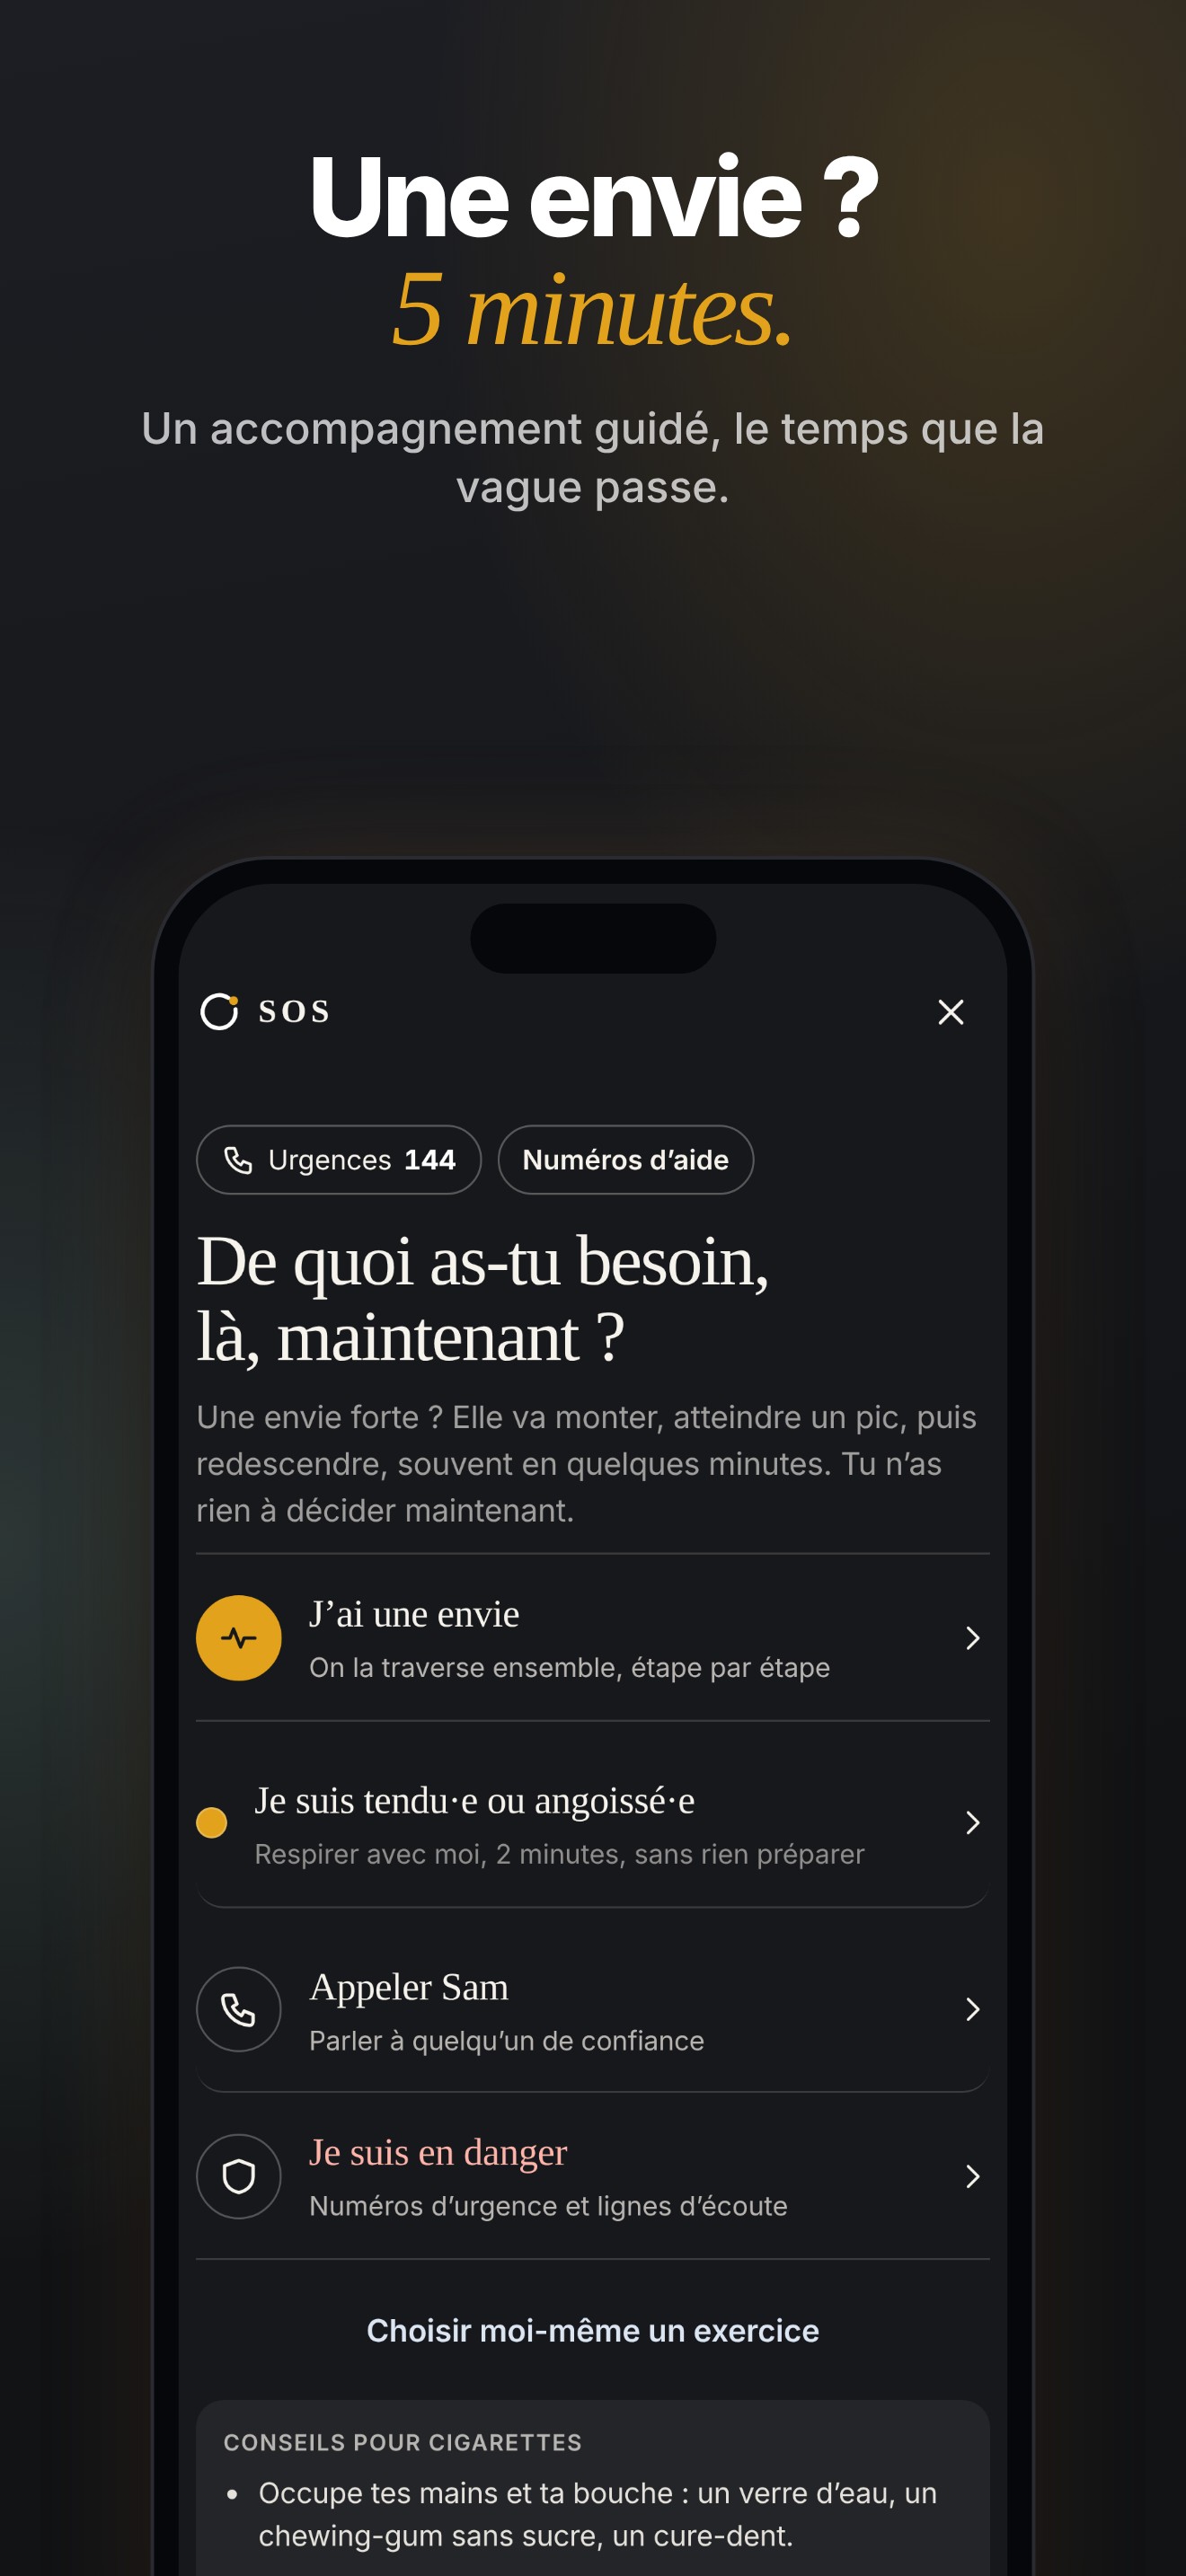 Une envie ?
5 minutes.
Un accompagnement guidé, le temps que la
vague passe.
SOS
Urgences 144
Numéros d’aide
De quoi as-tu besoin,
là, maintenant ?
Une envie forte ? Elle va monter, atteindre un pic, puis
redescendre, souvent en quelques minutes. Tu n’as
rien à décider maintenant.
J’ai une envie
On la traverse ensemble, étape par étape
Je suis tendu·e ou angoissé·e
Respirer avec moi, 2 minutes, sans rien préparer
Appeler Sam
Parler à quelqu’un de confiance
Je suis en danger
Numéros d’urgence et lignes d’écoute
Choisir moi-même un exercice
CONSEILS POUR CIGARETTES
• Occupe tes mains et ta bouche : un verre d’eau, un
chewing-gum sans sucre, un cure-dent.